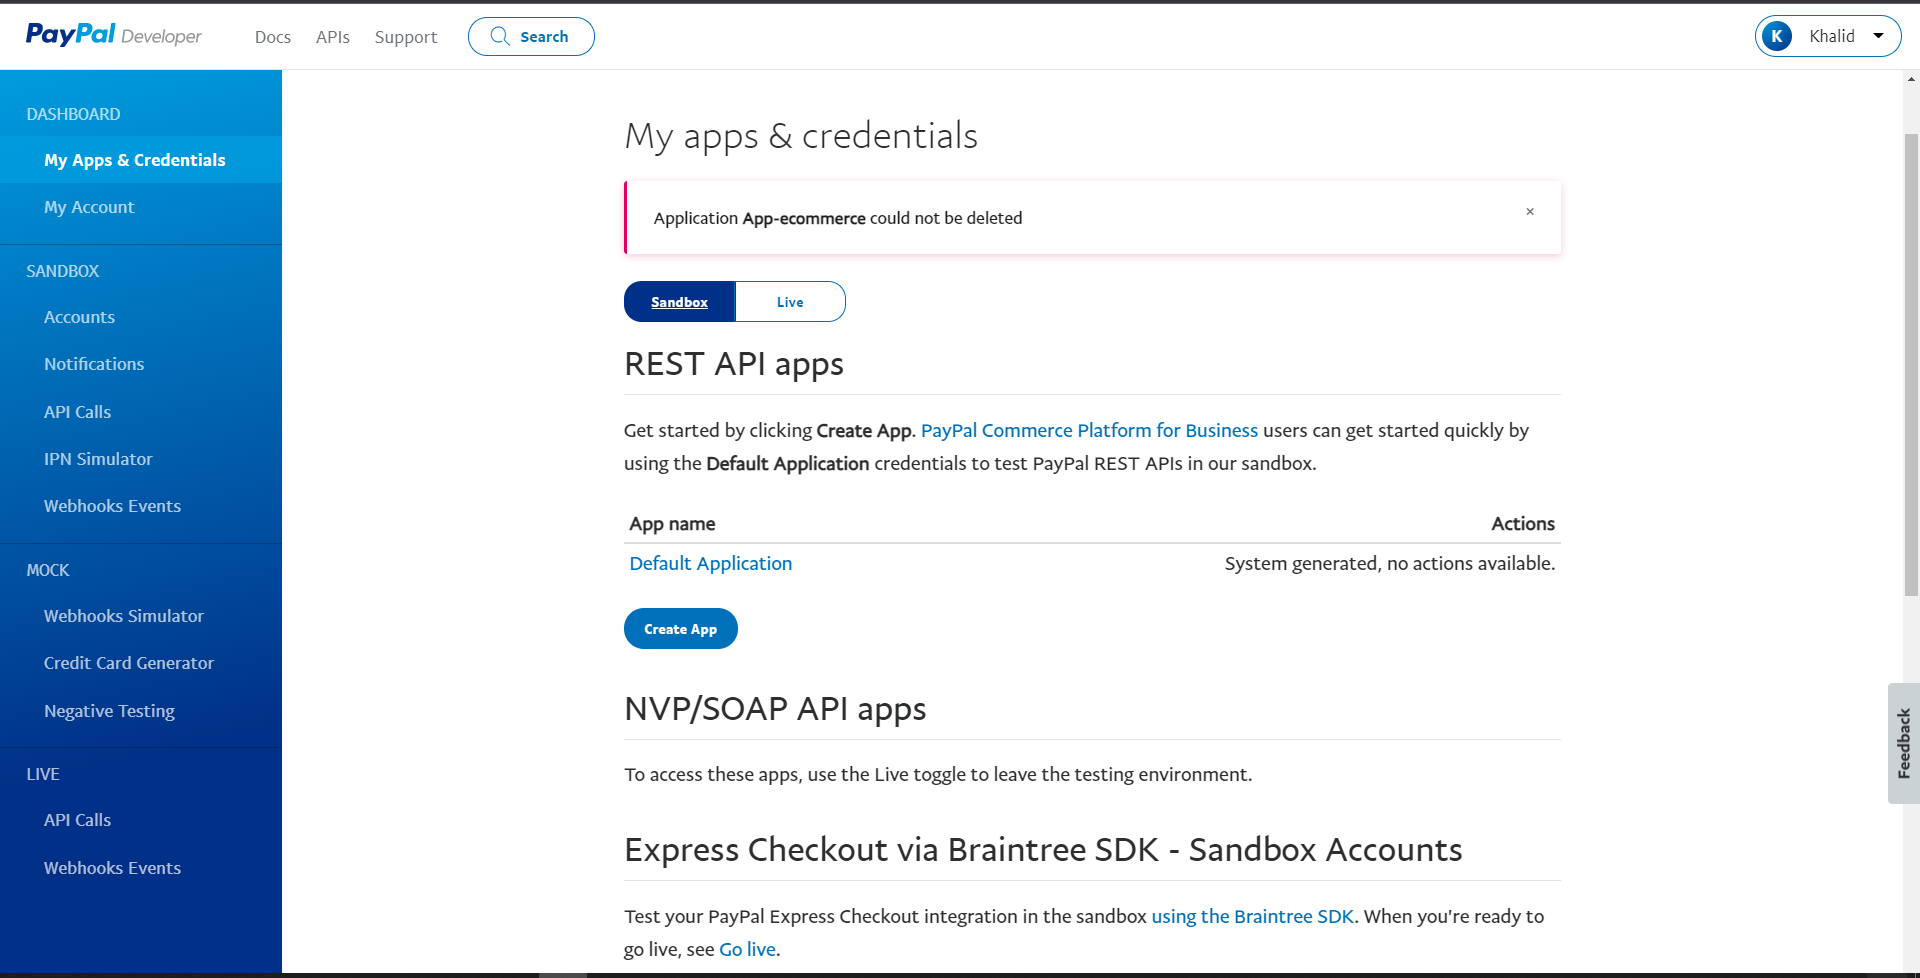 PayPal Developer
Docs APIs Support Search
K Khalid
DASHBOARD
My Apps & Credentials
My Account
SANDBOX
Accounts
Notifications
API Calls
IPN Simulator
Webhooks Events
MOCK
Webhooks Simulator
Credit Card Generator
Negative Testing
LIVE
API Calls
Webhooks Events
My apps & credentials
Application App-ecommerce could not be deleted
×
Sandbox Live
REST API apps
Get started by clicking Create App. PayPal Commerce Platform for Business users can get started quickly by
using the Default Application credentials to test PayPal REST APIs in our sandbox.
App name Actions
Default Application System generated, no actions available.
Create App
NVP/SOAP API apps
To access these apps, use the Live toggle to leave the testing environment.
Express Checkout via Braintree SDK - Sandbox Accounts
Test your PayPal Express Checkout integration in the sandbox using the Braintree SDK. When you're ready to
go live, see Go live.
Feedback